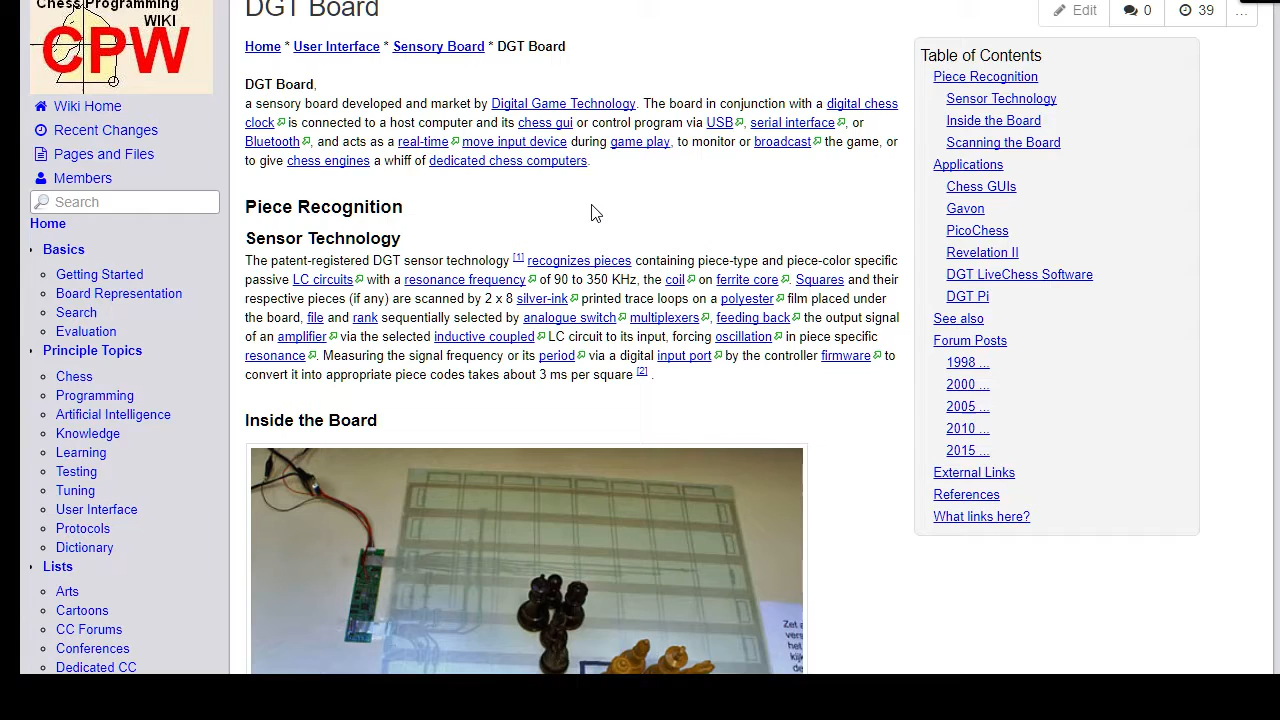 Chess Programming
WIKI
CPW
Wiki Home
Recent Changes
Pages and Files
Members
Search
Home
Basics
Getting Started
Board Representation
Search
Evaluation
Principle Topics
Chess
Programming
Artificial Intelligence
Knowledge
Learning
Testing
Tuning
User Interface
Protocols
Dictionary
Lists
Arts
Cartoons
CC Forums
Conferences
Dedicated CC
DGT Board
Edit 0 39 ...
Home * User Interface * Sensory Board * DGT Board
DGT Board,
a sensory board developed and market by Digital Game Technology. The board in conjunction with a digital chess
clock is connected to a host computer and its chess gui or control program via USB, serial interface, or
Bluetooth, and acts as a real-time move input device during game play, to monitor or broadcast the game, or
to give chess engines a whiff of dedicated chess computers.
Piece Recognition
Sensor Technology
The patent-registered DGT sensor technology [1] recognizes pieces containing piece-type and piece-color specific
passive LC circuits with a resonance frequency of 90 to 350 KHz, the coil on ferrite core. Squares and their
respective pieces (if any) are scanned by 2 x 8 silver-ink printed trace loops on a polyester film placed under
the board, file and rank sequentially selected by analogue switch multiplexers, feeding back the output signal
of an amplifier via the selected inductive coupled LC circuit to its input, forcing oscillation in piece specific
resonance. Measuring the signal frequency or its period via a digital input port by the controller firmware to
convert it into appropriate piece codes takes about 3 ms per square [2] .
Inside the Board
Zet
vers
het
kijk
de
Table of Contents
Piece Recognition
Sensor Technology
Inside the Board
Scanning the Board
Applications
Chess GUIs
Gavon
PicoChess
Revelation II
DGT LiveChess Software
DGT Pi
See also
Forum Posts
1998 ...
2000 ...
2005 ...
2010 ...
2015 ...
External Links
References
What links here?